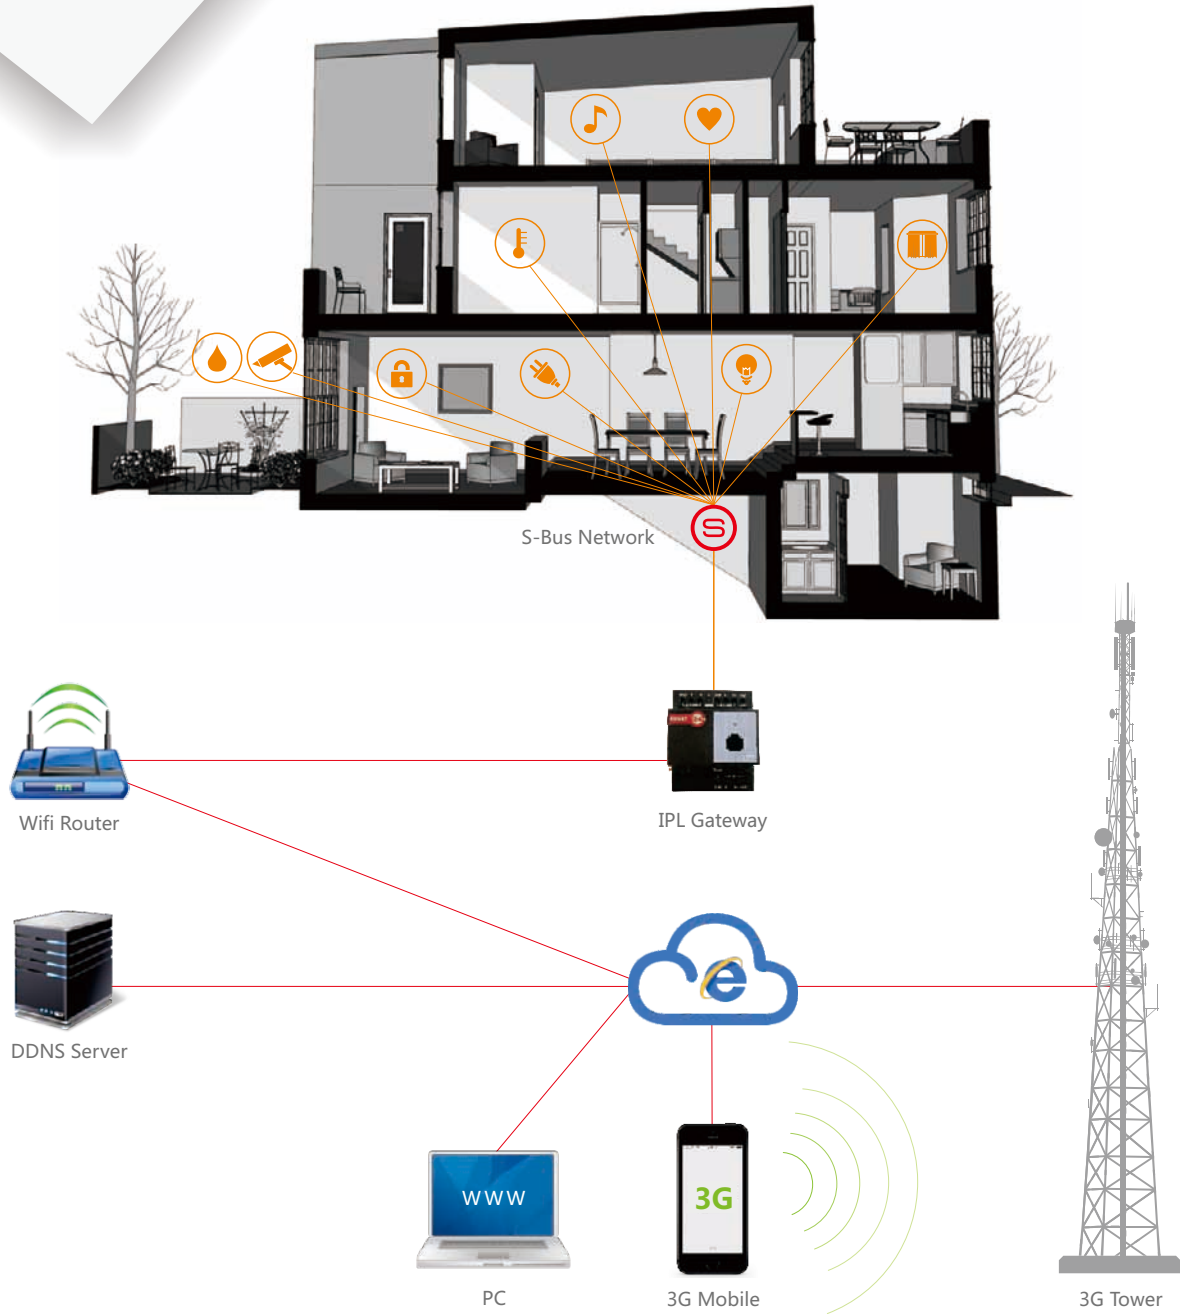 S-Bus Network
S
Wifi Router
IPL Gateway
e
DDNS Server
WWW
3G
PC
3G Mobile
3G Tower